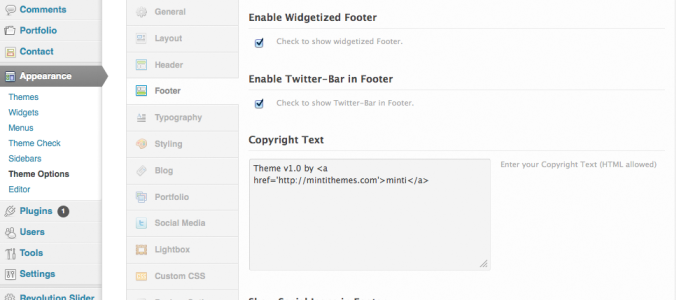 Comments
Portfolio
Contact
Appearance
Themes
Widgets
Menus
Theme Check
Sidebars
Theme Options
Editor
Plugins 1
Users
Tools
Settings
Revolution Slider
General
Layout
Header
Footer
Typography
Styling
Blog
Portfolio
Social Media
Lightbox
Custom CSS
Enable Widgetized Footer
Check to show widgetized Footer.
Enable Twitter-Bar in Footer
Check to show Twitter-Bar in Footer.
Copyright Text
Theme v1.0 by <a
href='http://mintithemes.com'>minti</a>
Enter your Copyright Text (HTML allowed)